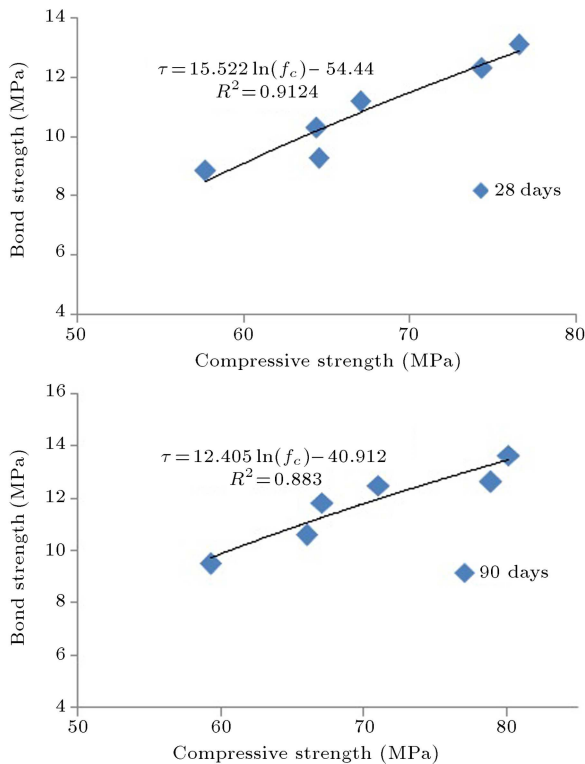 14
τ=15.522 ln(f_c)−54.44
R²=0.9124
12
10
8
6
4
Bond strength (MPa)
28 days
50 60 70 80
Compressive strength (MPa)
16
14
τ=12.405 ln(f_c)−40.912
R²=0.883
12
10
8
6
4
Bond strength (MPa)
90 days
50 60 70 80
Compressive strength (MPa)